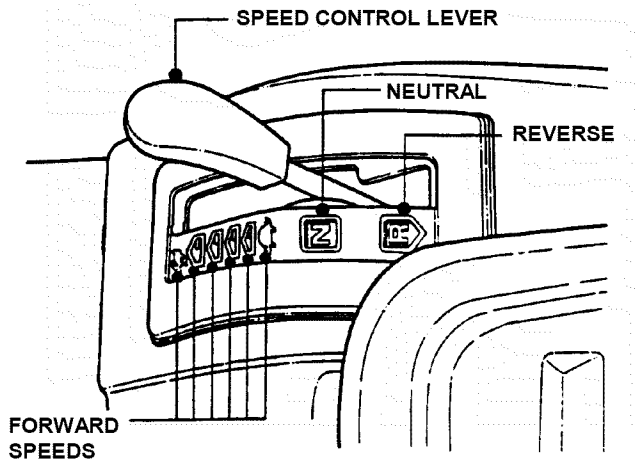 SPEED CONTROL LEVER
NEUTRAL
REVERSE
N
R
FORWARD
SPEEDS